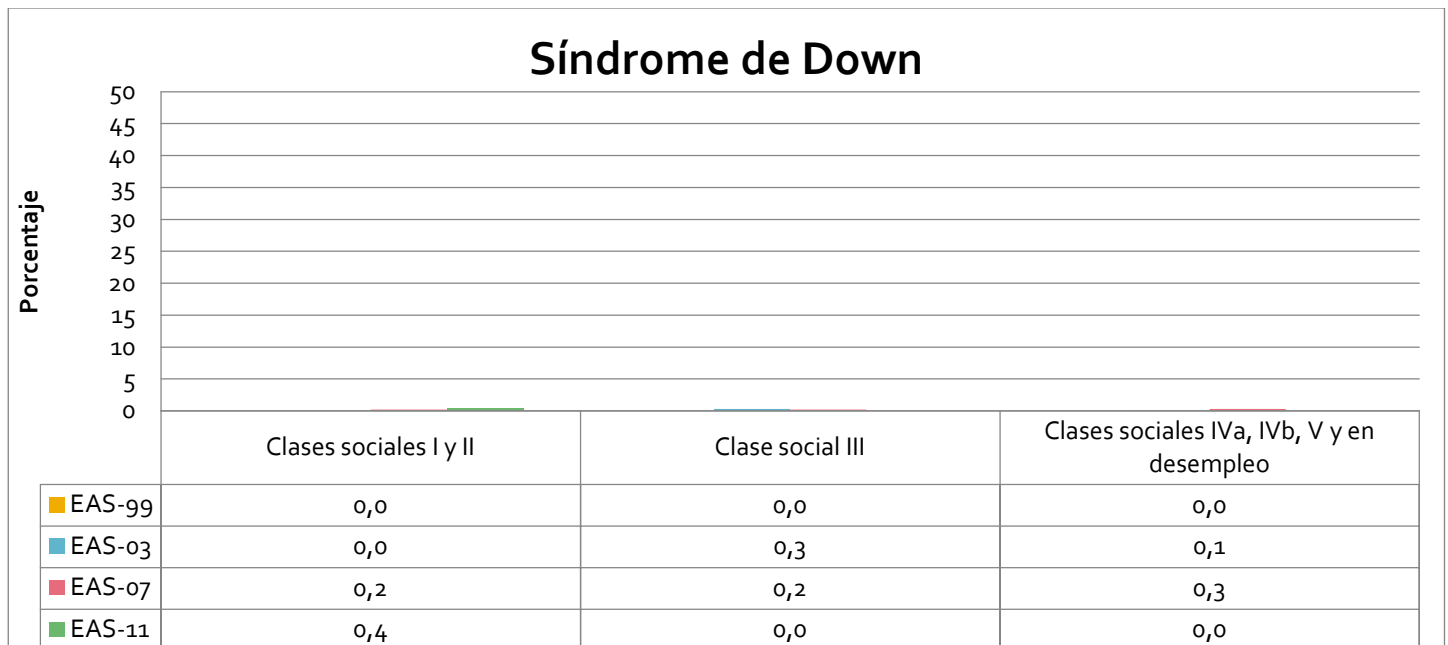 Síndrome de Down
Porcentaje
50
45
40
35
30
25
20
15
10
5
0
Clases sociales I y II
Clase social III
Clases sociales IVa, IVb, V y en
desempleo
EAS-99 0,0 0,0 0,0
EAS-03 0,0 0,3 0,1
EAS-07 0,2 0,2 0,3
EAS-11 0,4 0,0 0,0